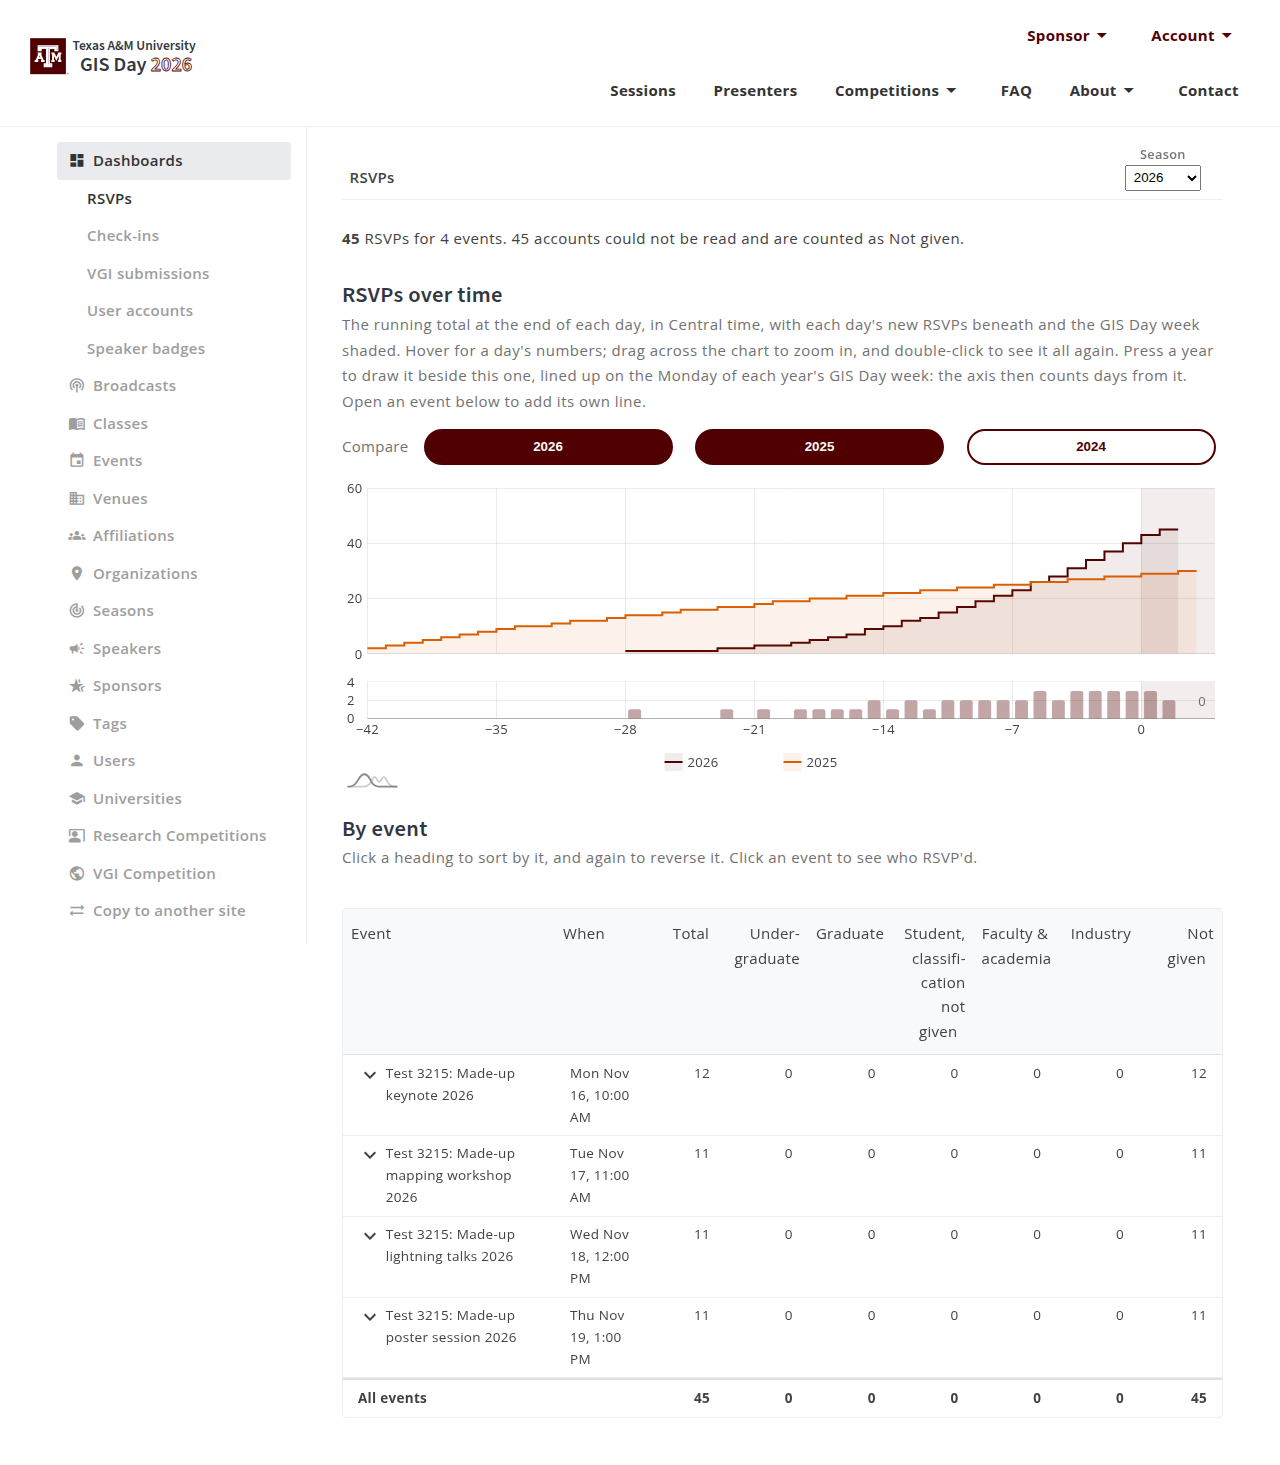 Texas A&M University
GIS Day 2026
Sponsor
Account
Sessions
Presenters
Competitions
FAQ
About
Contact
Dashboards
RSVPs
Check-ins
VGI submissions
User accounts
Speaker badges
Broadcasts
Classes
Events
Venues
Affiliations
Organizations
Seasons
Speakers
Sponsors
Tags
Users
Universities
Research Competitions
VGI Competition
Copy to another site
RSVPs
Season
2026
45 RSVPs for 4 events. 45 accounts could not be read and are counted as Not given.
RSVPs over time
The running total at the end of each day, in Central time, with each day's new RSVPs beneath and the GIS Day week
shaded. Hover for a day's numbers; drag across the chart to zoom in, and double-click to see it all again. Press a year
to draw it beside this one, lined up on the Monday of each year's GIS Day week: the axis then counts days from it.
Open an event below to add its own line.
Compare
2026
2025
2024
60
40
20
0
4
2
0
0
−42
−35
−28
−21
−14
−7
0
2026
2025
By event
Click a heading to sort by it, and again to reverse it. Click an event to see who RSVP'd.
Event When Total Under- Graduate Student, Faculty & Industry Not
graduate classifi- academia given
cation
not
given
Test 3215: Made-up Mon Nov 12 0 0 0 0 0 12
keynote 2026 16, 10:00
AM
Test 3215: Made-up Tue Nov 11 0 0 0 0 0 11
mapping workshop 17, 11:00
2026 AM
Test 3215: Made-up Wed Nov 11 0 0 0 0 0 11
lightning talks 2026 18, 12:00
PM
Test 3215: Made-up Thu Nov 11 0 0 0 0 0 11
poster session 2026 19, 1:00
PM
All events 45 0 0 0 0 0 45